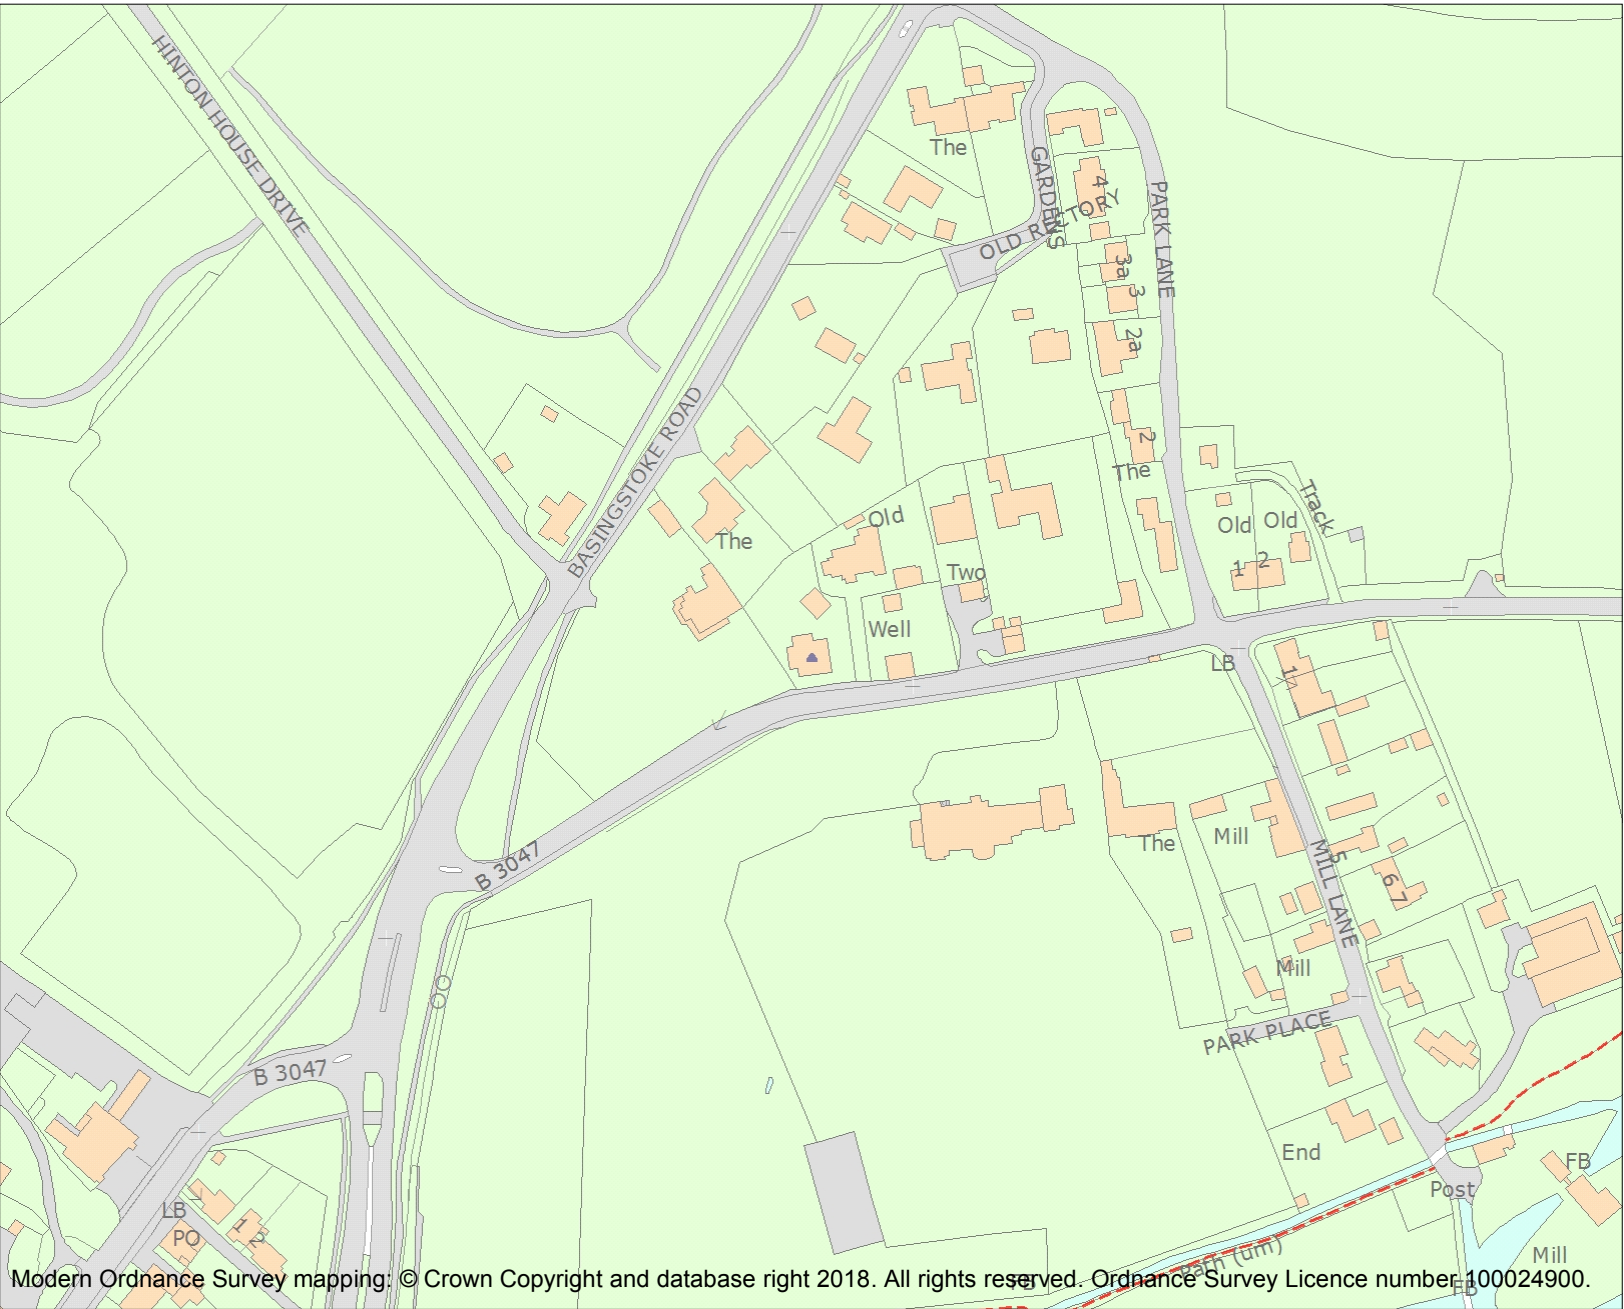 HINTON HOUSE DRIVE
The
GARDENS
4
OLD RECTORY
PARK LANE
3a
3
2a
BASINGSTOKE ROAD
2
The
Track
Old
Old
Old
The
1
2
Two
Well
LB
1
B 3047
The
Mill
5
MILL LANE
6
7
Mill
PARK PLACE
B 3047
End
FB
Post
LB
PO
1
2
Path (um)
Mill
FB
FB
Modern Ordnance Survey mapping: © Crown Copyright and database right 2018. All rights reserved. Ordnance Survey Licence number 100024900.